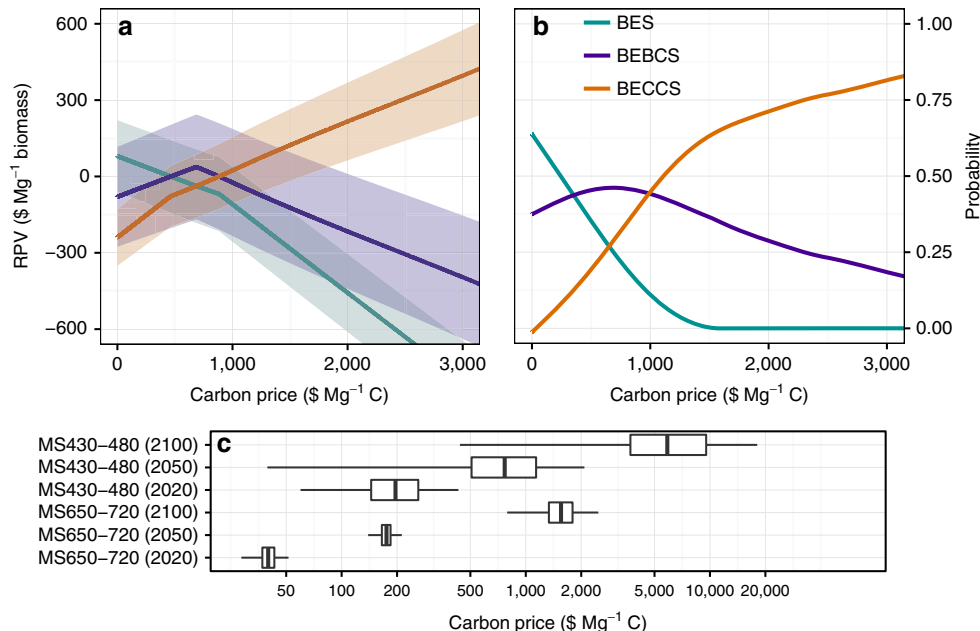 a
600
300
0
−300
−600
RPV ($ Mg−1 biomass)
0
1,000
2,000
3,000
Carbon price ($ Mg−1 C)
b
BES
BEBCS
BECCS
1.00
0.75
0.50
0.25
0.00
Probability
0
1,000
2,000
3,000
Carbon price ($ Mg−1 C)
c
MS430−480 (2100)
MS430−480 (2050)
MS430−480 (2020)
MS650−720 (2100)
MS650−720 (2050)
MS650−720 (2020)
50
100
200
500
1,000
2,000
5,000
10,000
20,000
Carbon price ($ Mg−1 C)